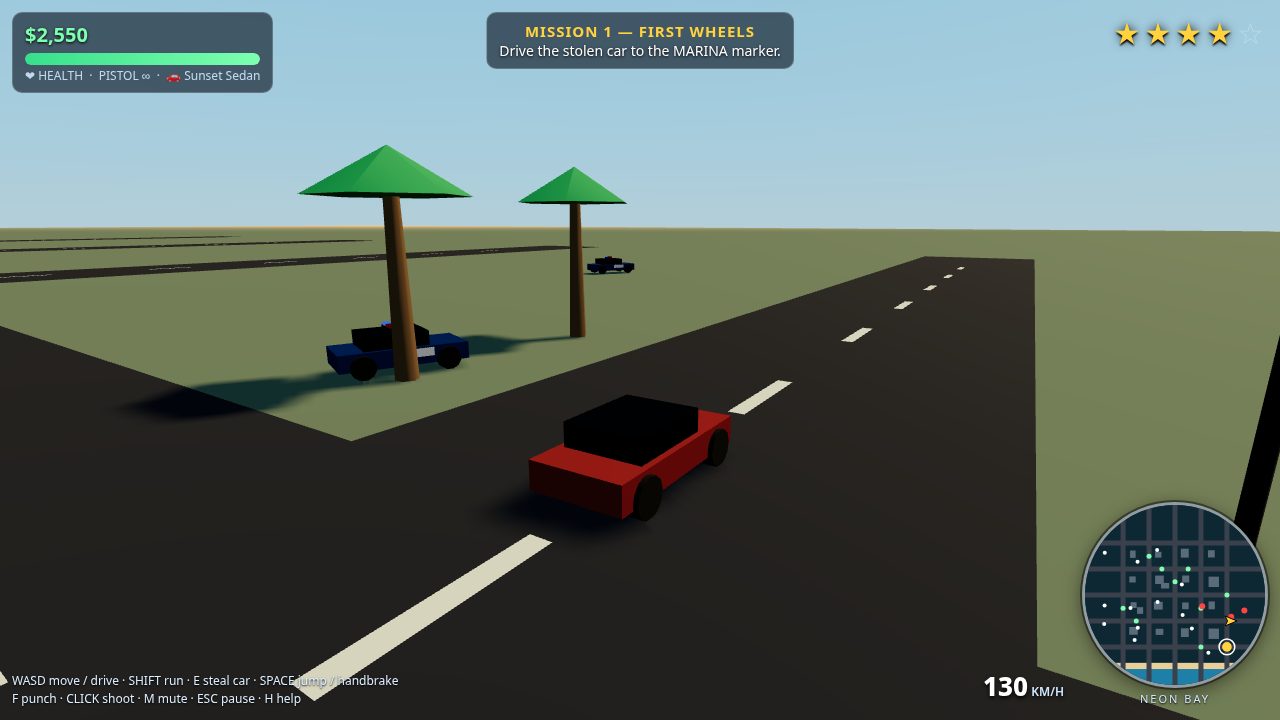 $2,550
❤ HEALTH · PISTOL ∞ · 🚗 Sunset Sedan
MISSION 1 — FIRST WHEELS
Drive the stolen car to the MARINA marker.
★ ★ ★ ★ ☆
WASD move / drive · SHIFT run · E steal car · SPACE jump / handbrake
F punch · CLICK shoot · M mute · ESC pause · H help
130 KM/H
NEON BAY